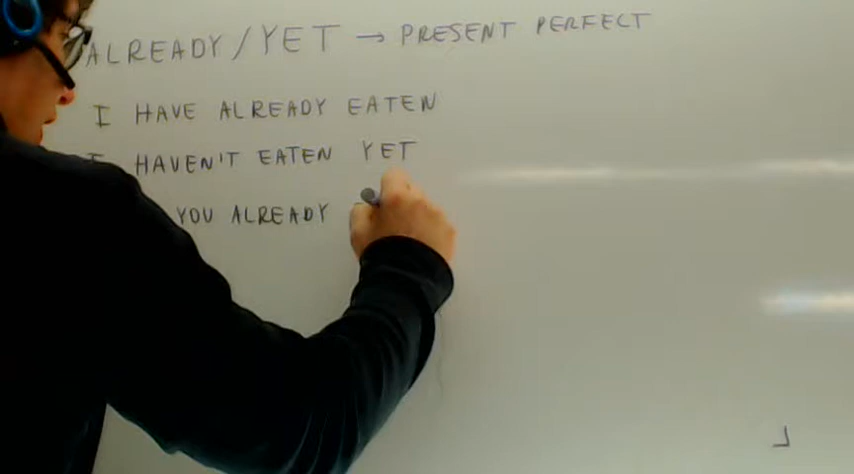 ALREADY/YET → PRESENT PERFECT
I HAVE ALREADY EATEN
HAVEN'T EATEN YET
YOU ALREADY